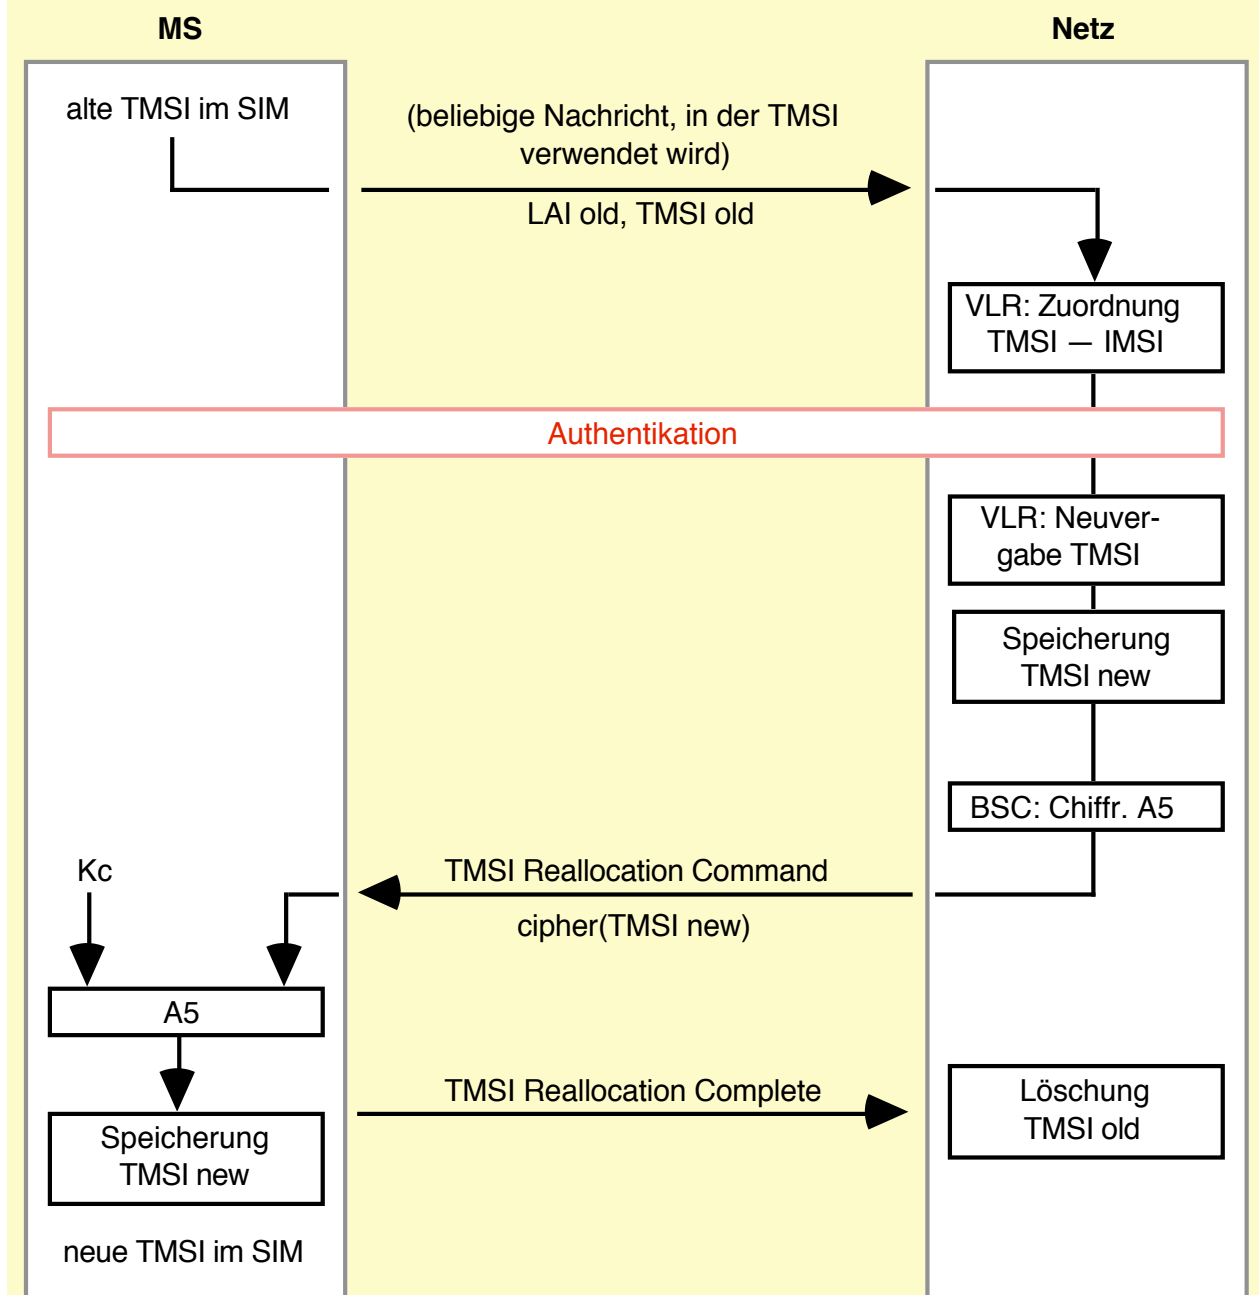 MS
Netz
alte TMSI im SIM
(beliebige Nachricht, in der TMSI
verwendet wird)
LAI old, TMSI old
VLR: Zuordnung
TMSI — IMSI
Authentikation
VLR: Neuver-
gabe TMSI
Speicherung
TMSI new
BSC: Chiffr. A5
TMSI Reallocation Command
cipher(TMSI new)
Kc
A5
Speicherung
TMSI new
TMSI Reallocation Complete
Löschung
TMSI old
neue TMSI im SIM